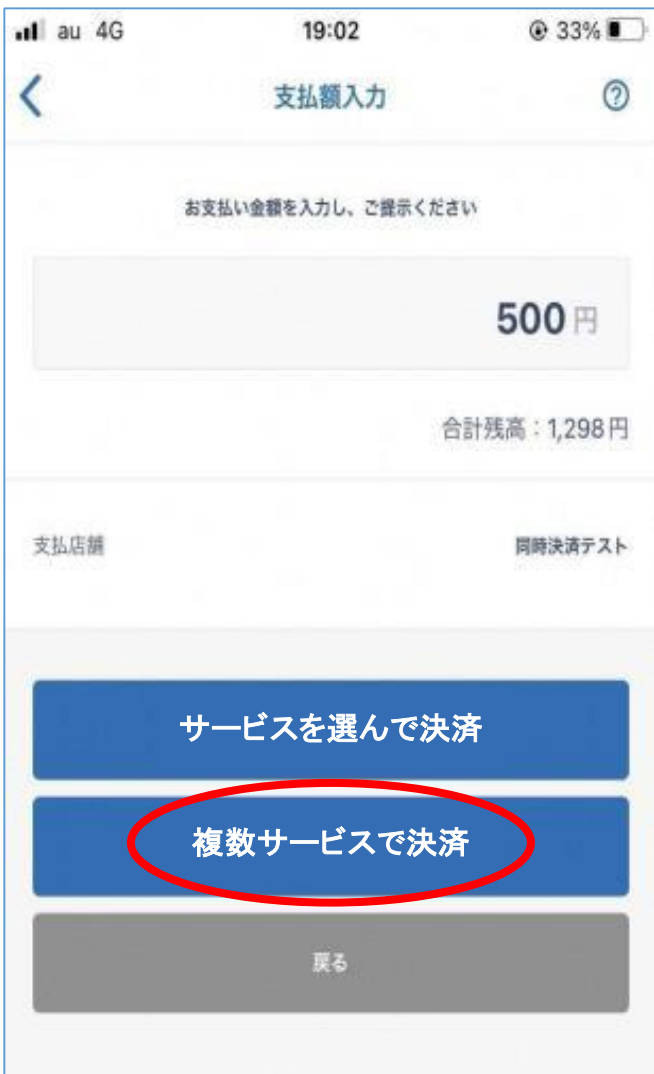 au 4G 19:02 33%
支払額入力 ?
お支払い金額を入力し、ご提示ください
500円
合計残高：1,298円
支払店舗 同時決済テスト
サービスを選んで決済
複数サービスで決済
戻る